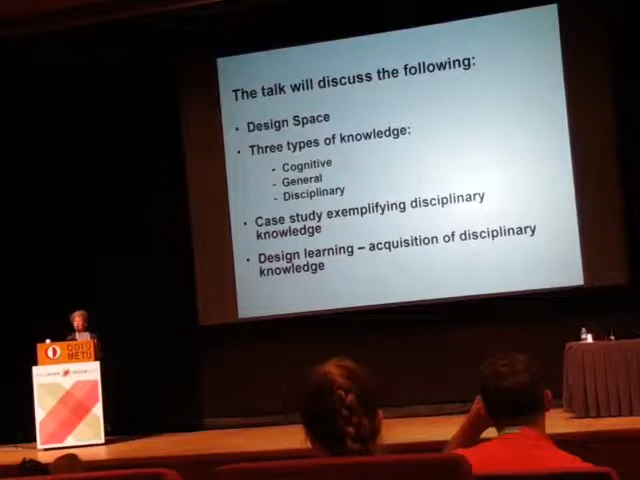 The talk will discuss the following:
• Design Space
• Three types of knowledge:
- Cognitive
- General
- Disciplinary
• Case study exemplifying disciplinary
knowledge
• Design learning – acquisition of disciplinary
knowledge
ODTÜ
METU